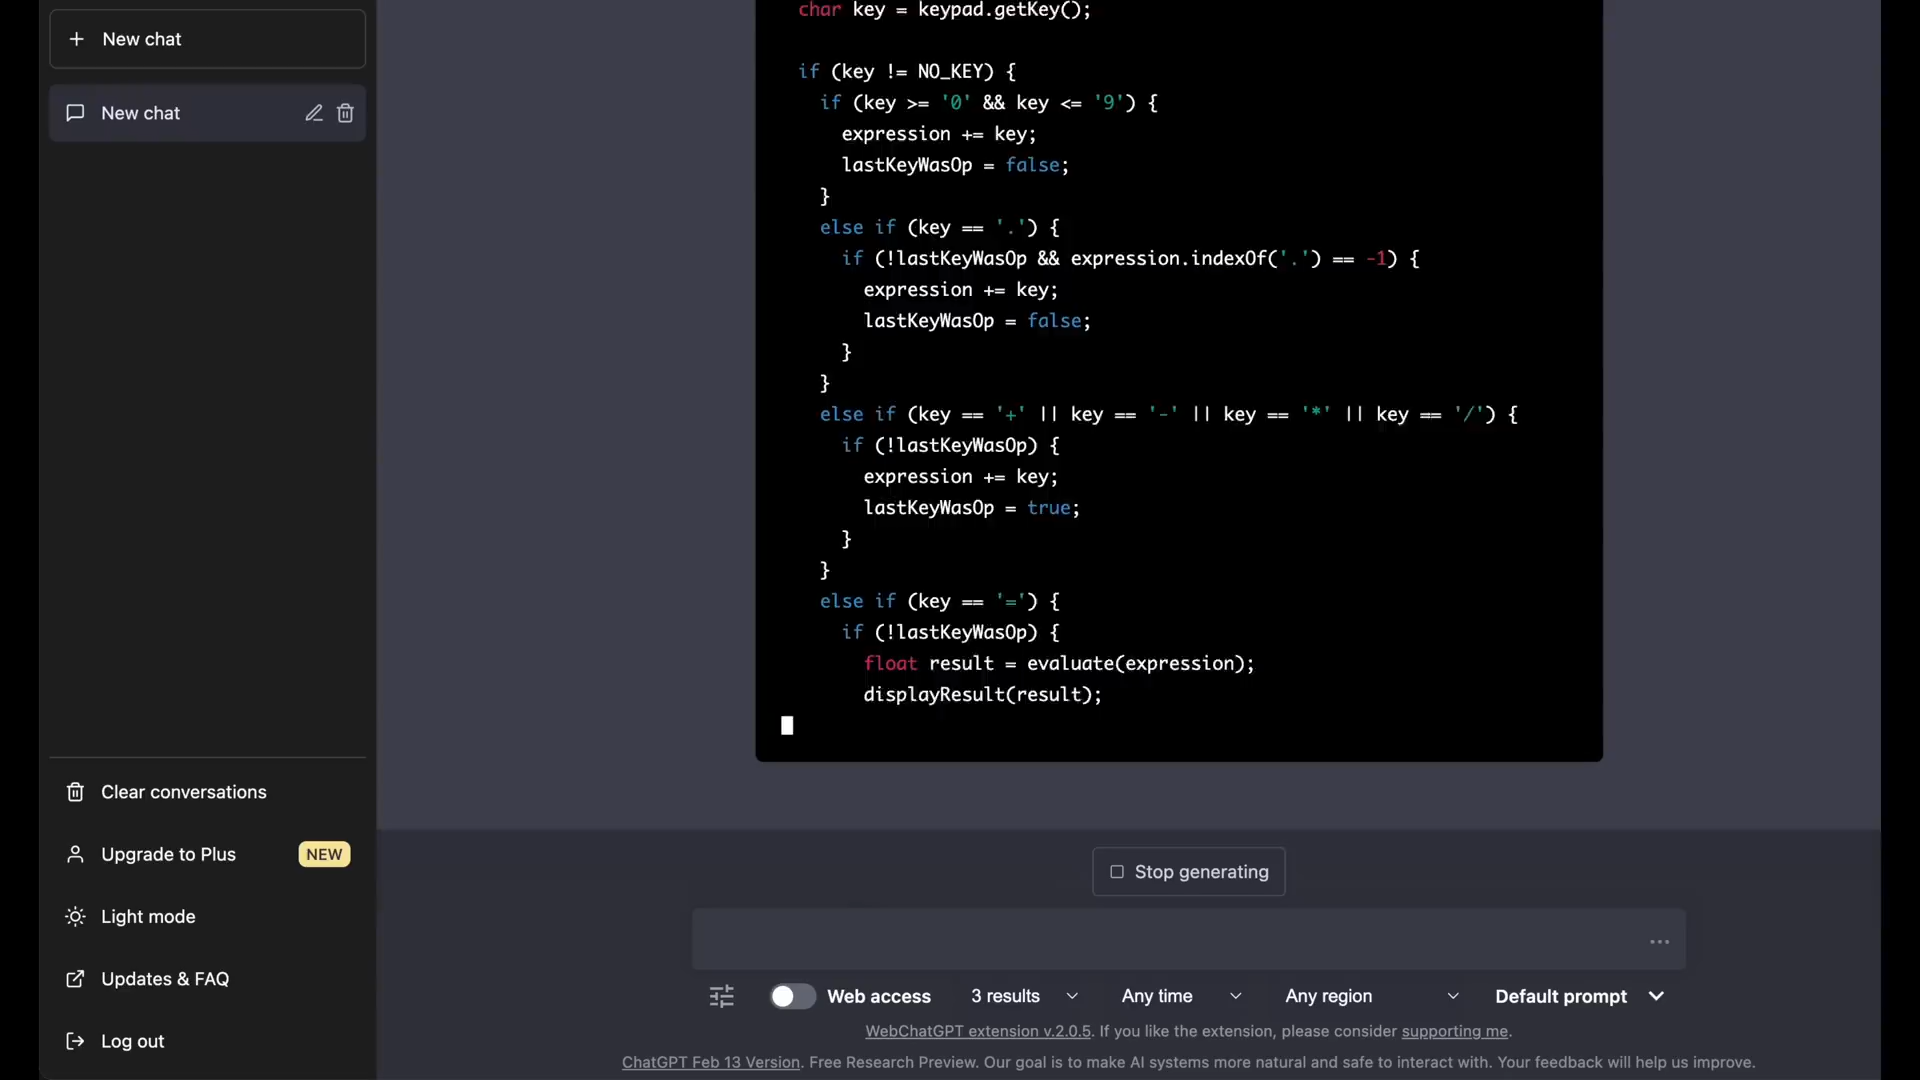 New chat
New chat
Clear conversations
Upgrade to Plus NEW
Light mode
Updates & FAQ
Log out
char key = keypad.getKey();
if (key != NO_KEY) {
if (key >= '0' && key <= '9') {
expression += key;
lastKeyWasOp = false;
}
else if (key == '.') {
if (!lastKeyWasOp && expression.indexOf('.') == -1) {
expression += key;
lastKeyWasOp = false;
}
}
else if (key == '+' || key == '-' || key == '*' || key == '/') {
if (!lastKeyWasOp) {
expression += key;
lastKeyWasOp = true;
}
}
else if (key == '=') {
if (!lastKeyWasOp) {
float result = evaluate(expression);
displayResult(result);
Stop generating
Web access 3 results Any time Any region Default prompt
WebChatGPT extension v.2.0.5. If you like the extension, please consider supporting me.
ChatGPT Feb 13 Version. Free Research Preview. Our goal is to make AI systems more natural and safe to interact with. Your feedback will help us improve.